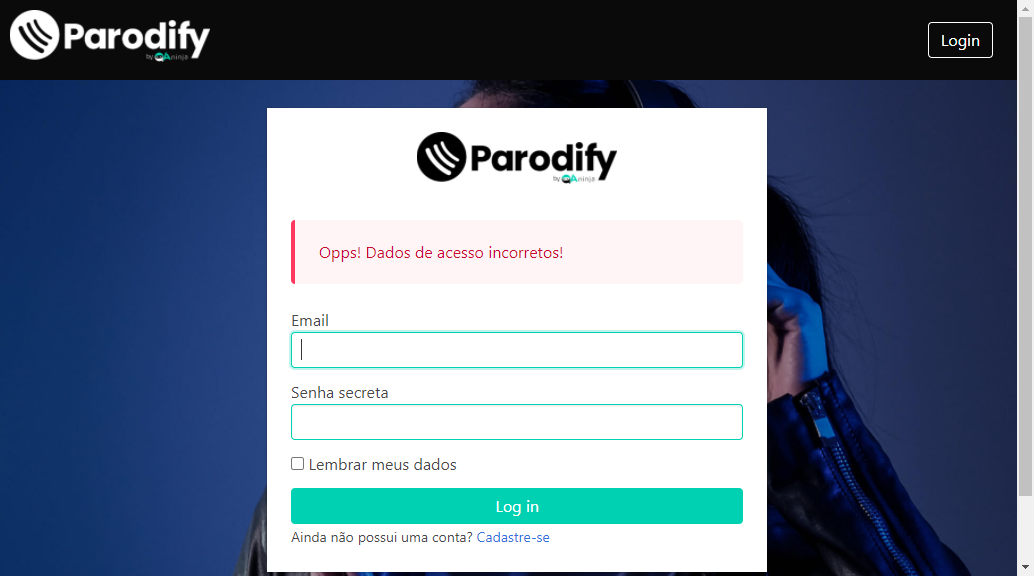 Parodify
by QAninja
Login
Parodify
by QAninja
Opps! Dados de acesso incorretos!
Email
Senha secreta
Lembrar meus dados
Log in
Ainda não possui uma conta? Cadastre-se